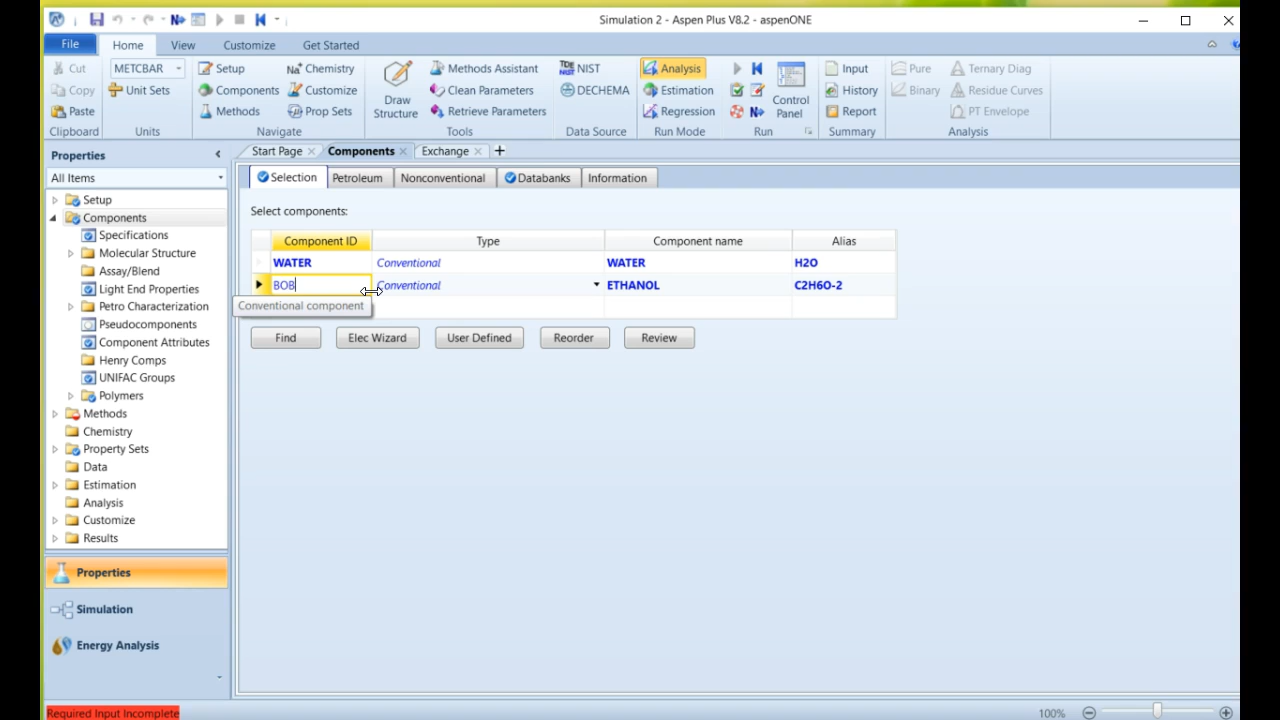 Simulation 2 - Aspen Plus V8.2 - aspenONE
File Home View Customize Get Started
Cut METCBAR Setup Na+ Chemistry Methods Assistant TDE NIST NIST Analysis Input Pure Ternary Diag
Copy Unit Sets Components Customize Draw Structure Clean Parameters DECHEMA Estimation Control Panel History Binary Residue Curves
Paste Methods Prop Sets Retrieve Parameters Regression Report PT Envelope
Clipboard Units Navigate Tools Data Source Run Mode Run Summary Analysis
Properties
Start Page Components Exchange
All Items
Selection Petroleum Nonconventional Databanks Information
Setup
Components
Specifications
Molecular Structure
Assay/Blend
Light End Properties
Petro Characterization
Pseudocomponents
Component Attributes
Henry Comps
UNIFAC Groups
Polymers
Methods
Chemistry
Property Sets
Data
Estimation
Analysis
Customize
Results
Properties
Simulation
Energy Analysis
Select components:
Component ID Type Component name Alias
WATER Conventional WATER H2O
BOB Conventional ETHANOL C2H6O-2
Conventional component
Find Elec Wizard User Defined Reorder Review
Required Input Incomplete
100%